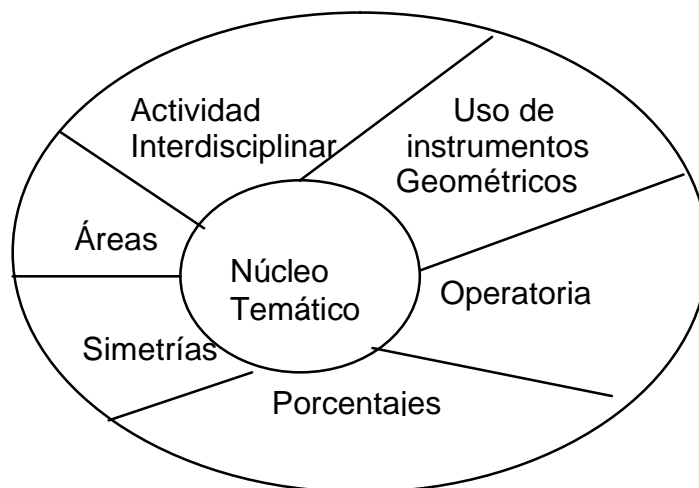 Actividad
Interdisciplinar
Uso de
instrumentos
Geométricos
Áreas
Núcleo
Temático
Operatoria
Simetrías
Porcentajes